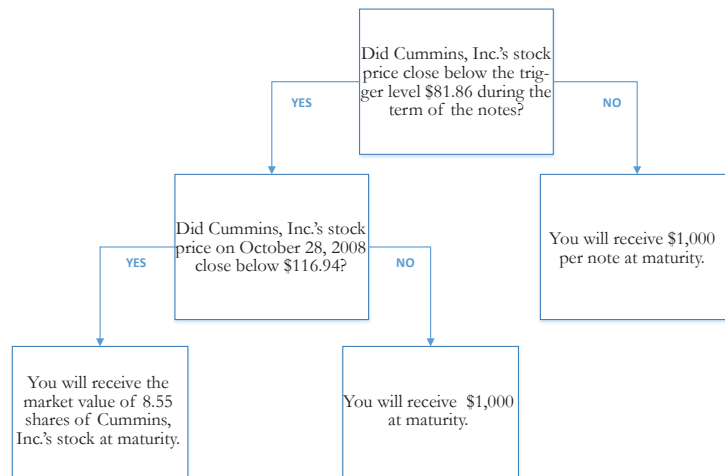 Did Cummins, Inc.'s stock
price close below the trig-
ger level $81.86 during the
term of the notes?
YES
NO
Did Cummins, Inc.'s stock
price on October 28, 2008
close below $116.94?
You will receive $1,000
per note at maturity.
YES
NO
You will receive the
market value of 8.55
shares of Cummins,
Inc.'s stock at maturity.
You will receive $1,000
at maturity.